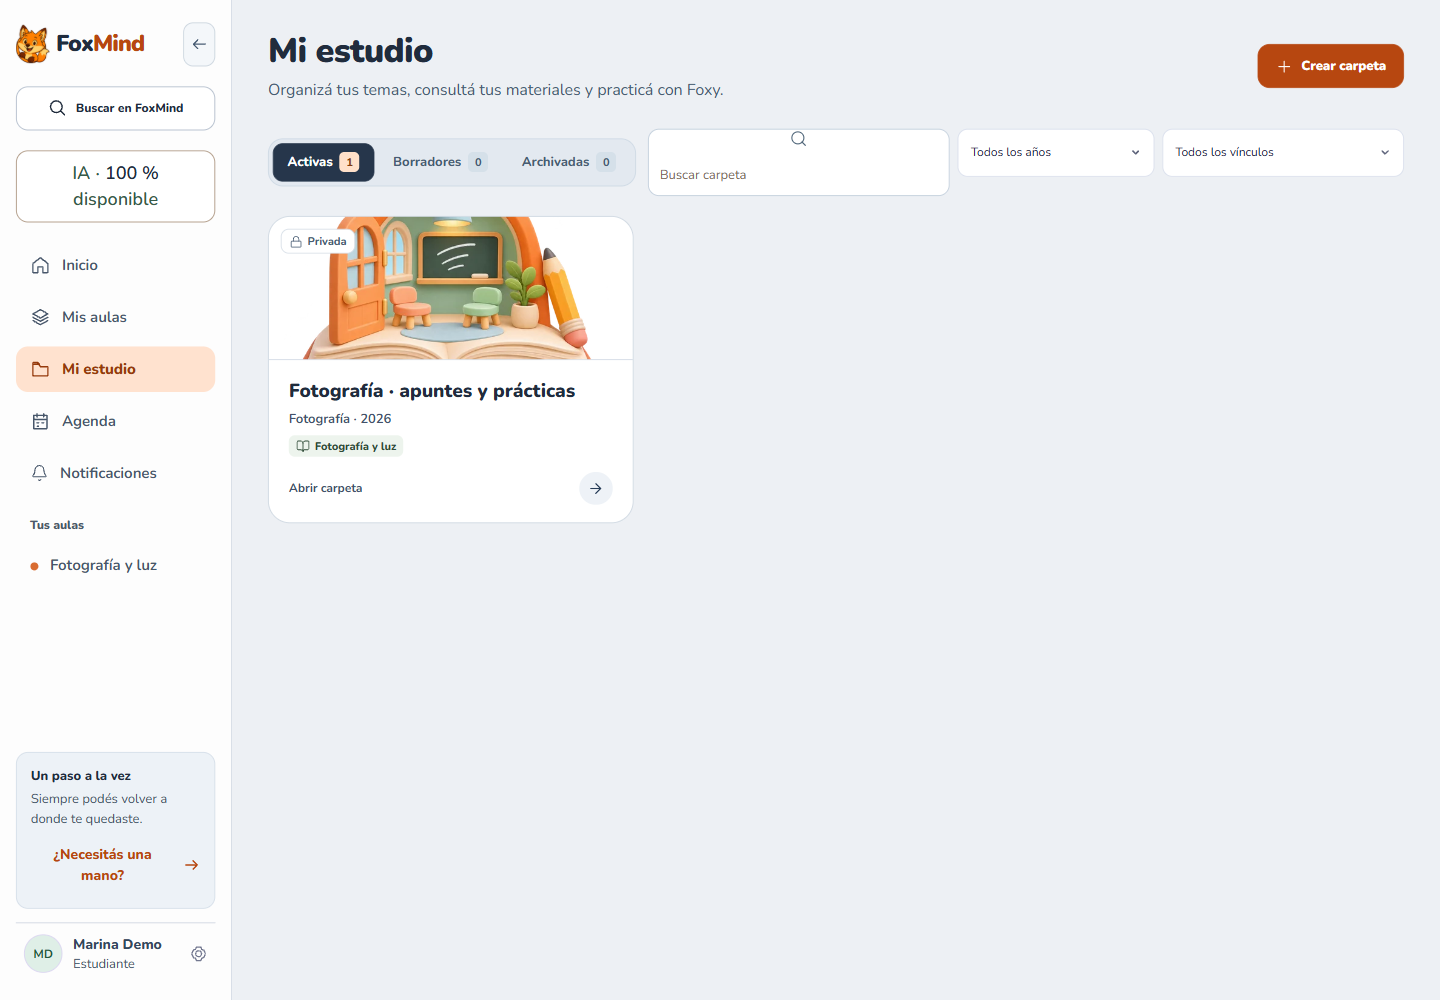 FoxMind
Buscar en FoxMind
IA · 100 %
disponible
Inicio
Mis aulas
Mi estudio
Agenda
Notificaciones
Tus aulas
Fotografía y luz
Un paso a la vez
Siempre podés volver a
donde te quedaste.
¿Necesitás una
mano?
MD
Marina Demo
Estudiante
Mi estudio
Organizá tus temas, consultá tus materiales y practicá con Foxy.
Crear carpeta
Activas 1
Borradores 0
Archivadas 0
Buscar carpeta
Todos los años
Todos los vínculos
Privada
Fotografía · apuntes y prácticas
Fotografía · 2026
Fotografía y luz
Abrir carpeta